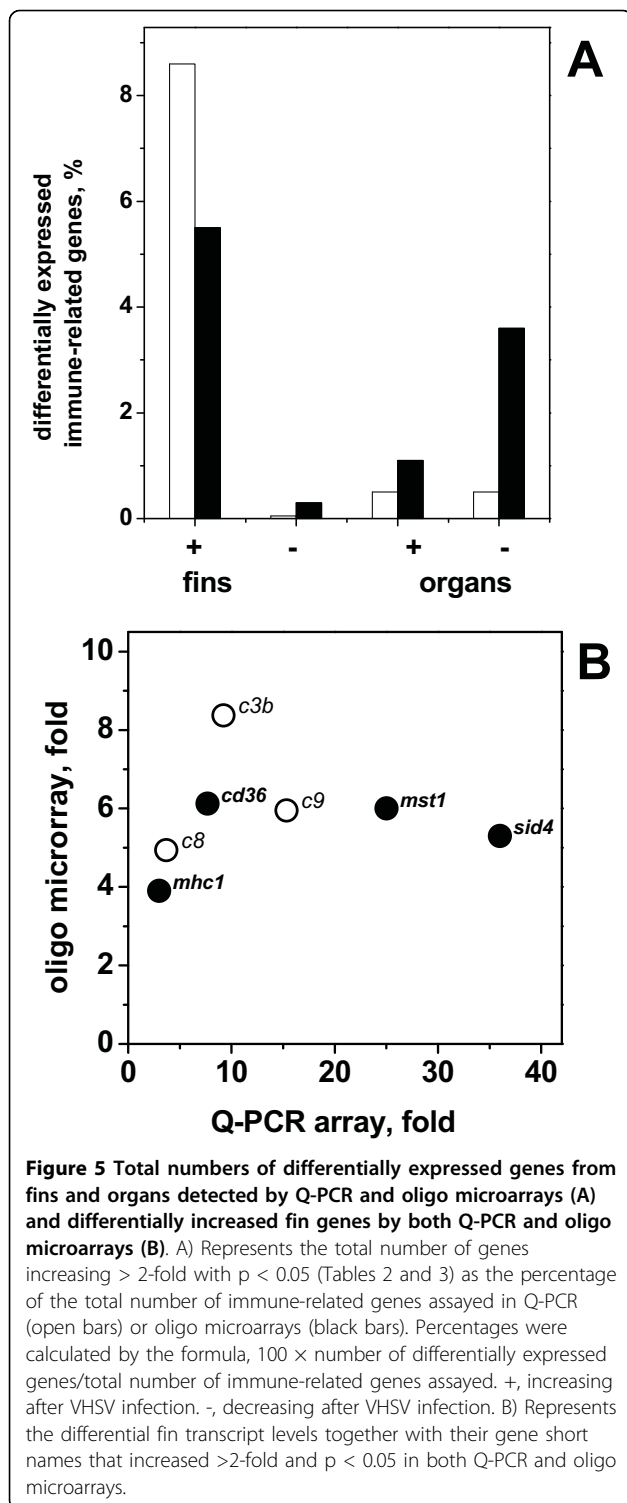 A
differentially expressed
immune-related genes, %
8
6
4
2
0
+ - + -
fins organs
B
oligo microrarray, fold
10
8
6
4
2
0
c3b
cd36
c9
mst1
sid4
c8
mhc1
0 10 20 30 40
Q-PCR array, fold
Figure 5 Total numbers of differentially expressed genes from
fins and organs detected by Q-PCR and oligo microarrays (A)
and differentially increased fin genes by both Q-PCR and oligo
microarrays (B). A) Represents the total number of genes
increasing > 2-fold with p < 0.05 (Tables 2 and 3) as the percentage
of the total number of immune-related genes assayed in Q-PCR
(open bars) or oligo microarrays (black bars). Percentages were
calculated by the formula, 100 × number of differentially expressed
genes/total number of immune-related genes assayed. +, increasing
after VHSV infection. -, decreasing after VHSV infection. B) Represents
the differential fin transcript levels together with their gene short
names that increased >2-fold and p < 0.05 in both Q-PCR and oligo
microarrays.